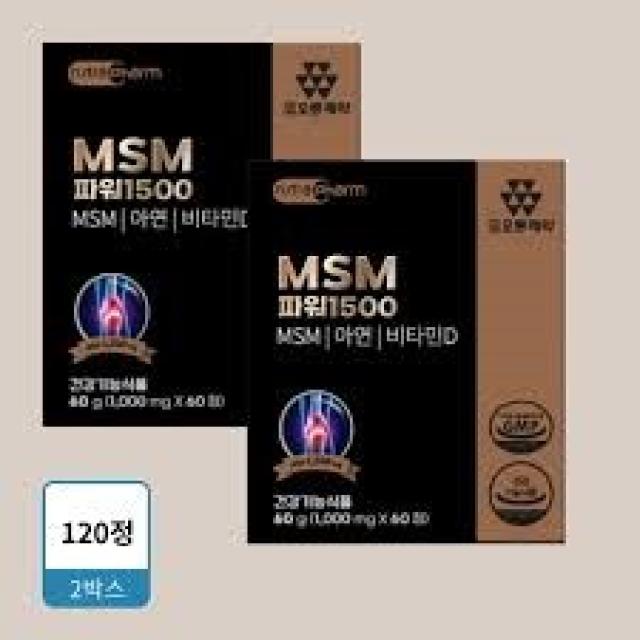 MSM
파워1500
MSM | 아연 | 비타민D
건강기능식품
60 g (1,000 mg X 60 정)
MSM
파워1500
MSM | 아연 | 비타민D
건강기능식품
60 g (1,000 mg X 60 정)
GMP
120정
2박스